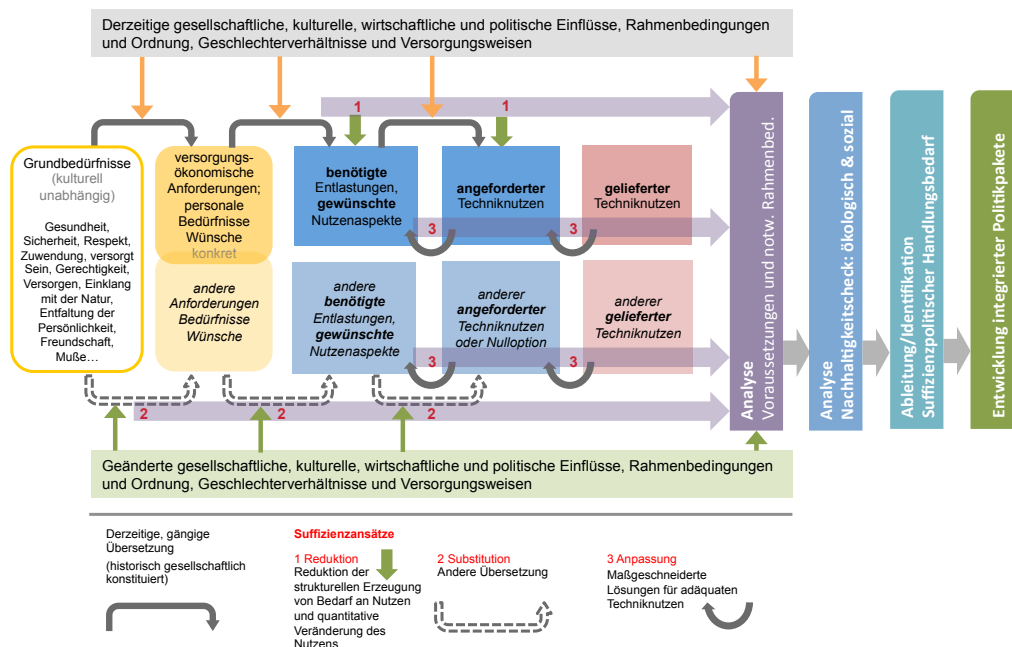 Derzeitige gesellschaftliche, kulturelle, wirtschaftliche und politische Einflüsse, Rahmenbedingungen
und Ordnung, Geschlechterverhältnisse und Versorgungsweisen
1
1
Grundbedürfnisse
(kulturell
unabhängig)
Gesundheit,
Sicherheit, Respekt,
Zuwendung, versorgt
Sein, Gerechtigkeit,
Versorgen, Einklang
mit der Natur,
Entfaltung der
Persönlichkeit,
Freundschaft,
Muße…
versorgungs-
ökonomische
Anforderungen;
personale
Bedürfnisse
Wünsche
konkret
benötigte
Entlastungen,
gewünschte
Nutzenaspekte
angeforderter
Techniknutzen
gelieferter
Techniknutzen
3
3
andere
Anforderungen
Bedürfnisse
Wünsche
andere
benötigte
Entlastungen,
gewünschte
Nutzenaspekte
anderer
angeforderter
Techniknutzen
oder Nulloption
anderer
gelieferter
Techniknutzen
3
3
2
2
2
Analyse
Voraussetzungen und notw. Rahmenbed.
Analyse
Nachhaltigkeitscheck: ökologisch & sozial
Ableitung/Identifikation
Suffizienzpolitischer Handlungsbedarf
Entwicklung integrierter Politikpakete
Geänderte gesellschaftliche, kulturelle, wirtschaftliche und politische Einflüsse, Rahmenbedingungen
und Ordnung, Geschlechterverhältnisse und Versorgungsweisen
Derzeitige, gängige
Übersetzung
(historisch gesellschaftlich
konstituiert)
Suffizienzansätze
1 Reduktion
Reduktion der
strukturellen Erzeugung
von Bedarf an Nutzen
und quantitative
Veränderung des
Nutzens
2 Substitution
Andere Übersetzung
3 Anpassung
Maßgeschneiderte
Lösungen für adäquaten
Techniknutzen